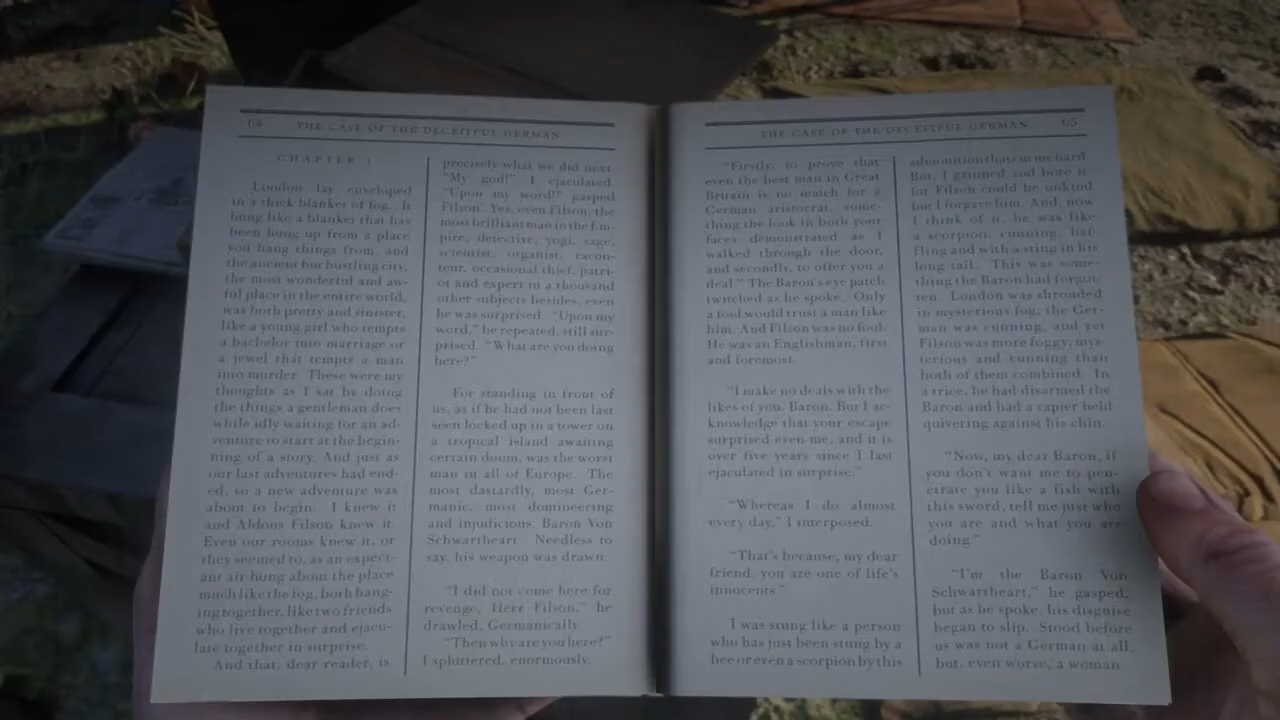 64 THE CASE OF THE DECEITFUL GERMAN
CHAPTER 1
London lay enveloped
in a thick blanket of fog. It
hung like a blanket that has
been hung up from a place
you hang things from, and
the ancient but bustling city,
the most wonderful and aw-
ful place in the entire world,
was both pretty and sinister,
like a young girl who tempts
a bachelor into marriage or
a jewel that tempts a man
into murder. These were my
thoughts as I sat by doing
the things a gentleman does
while idly waiting for an ad-
venture to start at the begin-
ning of a story. And just as
our last adventures had end-
ed, so a new adventure was
about to begin. I knew it
and Aldous Filson knew it.
Even our rooms knew it, or
they seemed to, as an expect-
ant air hung about the place
much like the fog, both hang-
ing together, like two friends
who live together and ejacu-
late together in surprise.
And that, dear reader, is
precisely what we did next.
"My god!" I ejaculated.
"Upon my word!" gasped
Filson. Yes, even Filson, the
most brilliant man in the Em-
pire, detective, yogi, sage,
scientist, organist, racon-
teur, occasional thief, patri-
ot and expert in a thousand
other subjects besides, even
he was surprised. "Upon my
word," he repeated, still sur-
prised. "What are you doing
here?"
For standing in front of
us, as if he had not been last
seen locked up in a tower on
a tropical island awaiting
certain doom, was the worst
man in all of Europe. The
most dastardly, most Ger-
manic, most domineering
and injudicious, Baron Von
Schwartheart. Needless to
say, his weapon was drawn.
"I did not come here for
revenge, Herr Filson," he
drawled, Germanically.
"Then why are you here?"
I spluttered, enormously.
THE CASE OF THE DECEITFUL GERMAN 65
"Firstly, to prove that
even the best man in Great
Britain is no match for a
German aristocrat, some-
thing the look in both your
faces demonstrated as I
walked through the door,
and secondly, to offer you a
deal." The Baron's eye patch
twitched as he spoke. Only
a fool would trust a man like
him. And Filson was no fool.
He was an Englishman, first
and foremost.
"I make no deals with the
likes of you, Baron. But I ac-
knowledge that your escape
surprised even me, and it is
over five years since I last
ejaculated in surprise."
"Whereas I do almost
every day," I interposed.
"That's because, my dear
friend, you are one of life's
innocents."
I was stung like a person
who has just been stung by a
bee or even a scorpion by this
admonition that cut me hard.
But, I grinned and bore it
for Filson could be unkind
but I forgave him. And, now
I think of it, he was like
a scorpion, cunning, baf-
fling and with a sting in his
long tail. This was some-
thing the Baron had forgot-
ten. London was shrouded
in mysterious fog, the Ger-
man was cunning, and yet
Filson was more foggy, mys-
terious and cunning than
both of them combined. In
a trice, he had disarmed the
Baron and had a rapier held
quivering against his chin.
"Now, my dear Baron, if
you don't want me to pen-
etrate you like a fish with
this sword, tell me just who
you are and what you are
doing."
"I'm the Baron Von
Schwartheart," he gasped,
but as he spoke, his disguise
began to slip. Stood before
us was not a German at all,
but, even worse, a woman